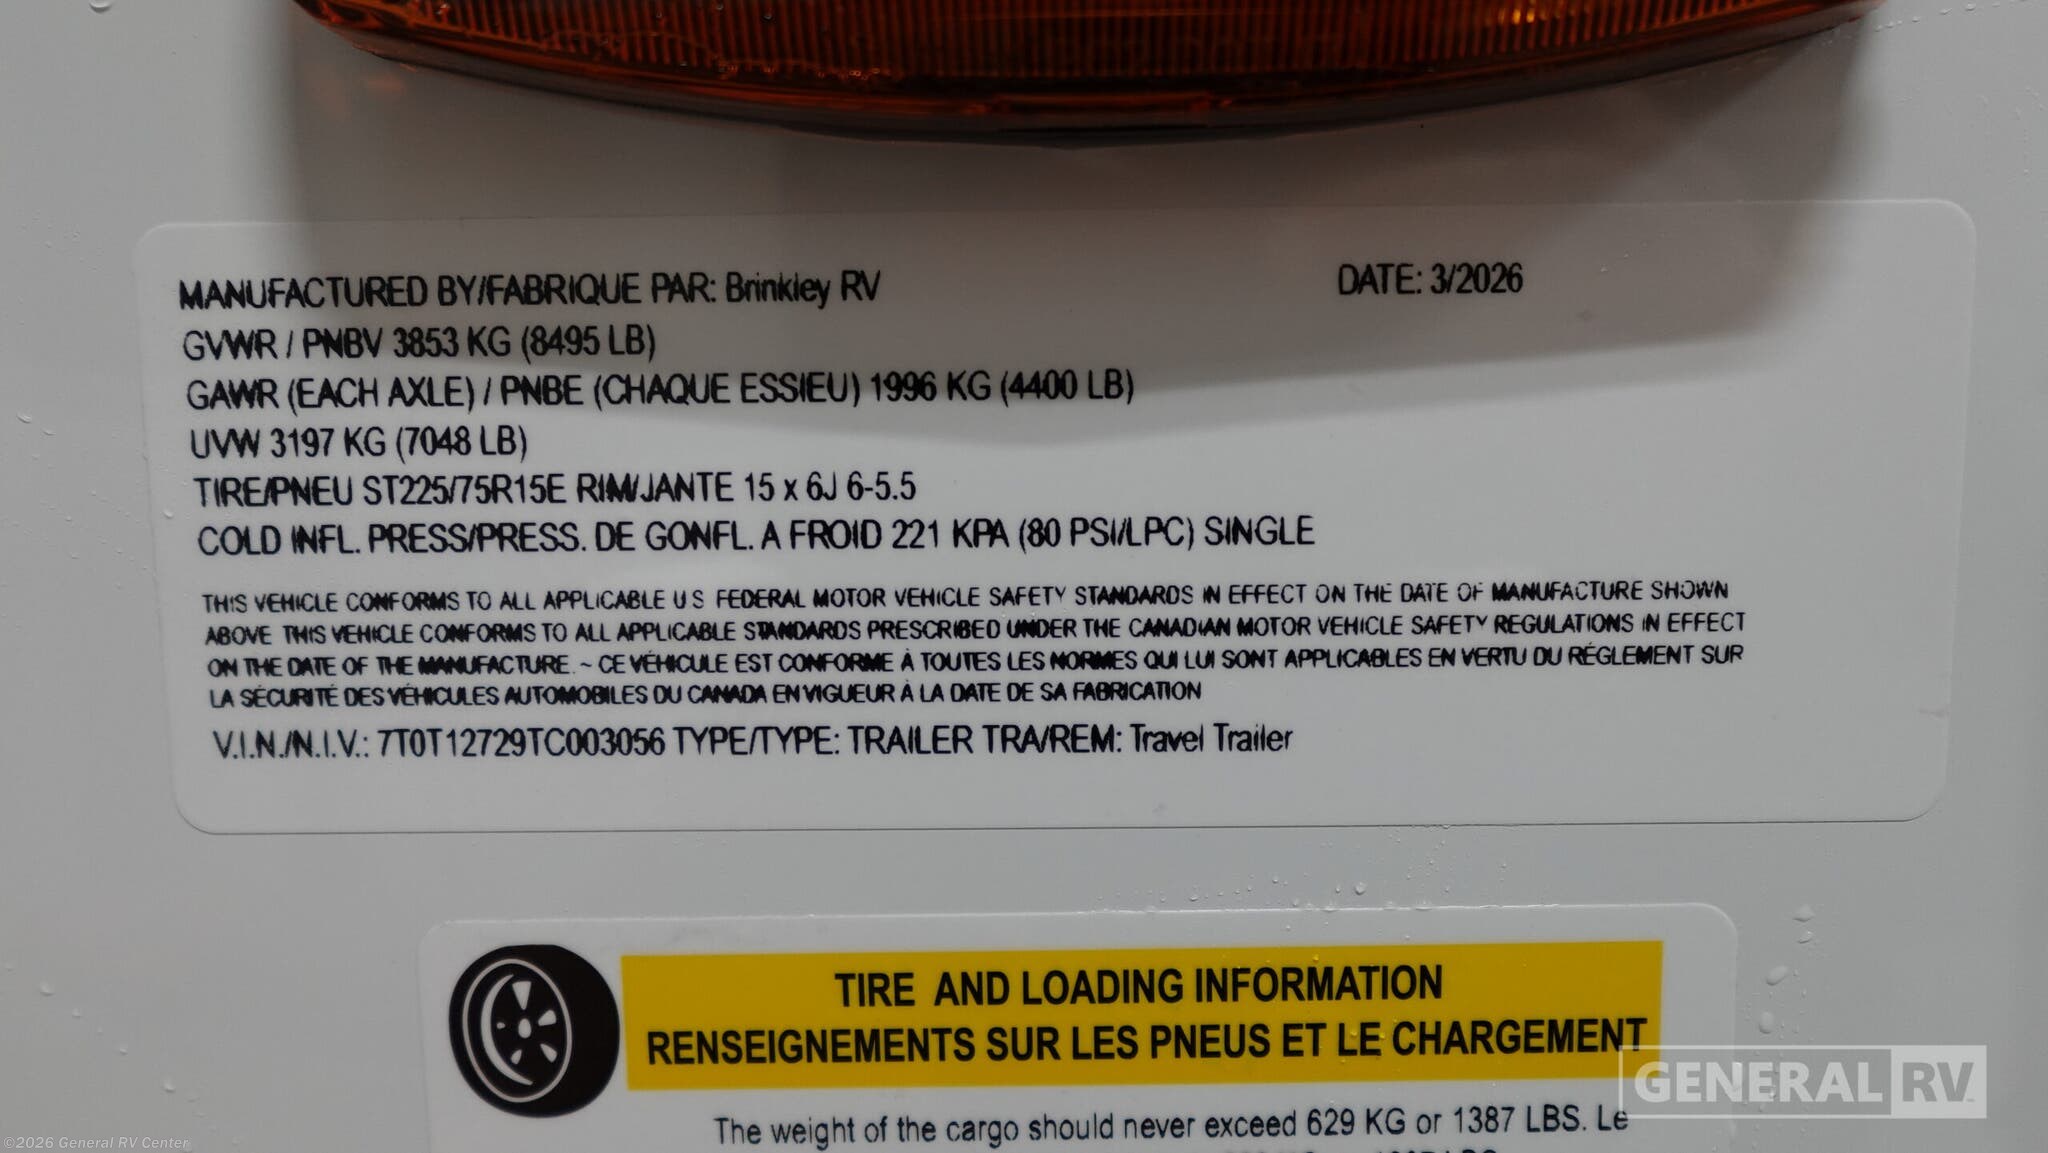 MANUFACTURED BY/FABRIQUE PAR: Brinkley RV DATE: 3/2026
GVWR / PNBV 3853 KG (8495 LB)
GAWR (EACH AXLE) / PNBE (CHAQUE ESSIEU) 1996 KG (4400 LB)
UVW 3197 KG (7048 LB)
TIRE/PNEU ST225/75R15E RIM/JANTE 15 x 6J 6-5.5
COLD INFL. PRESS/PRESS. DE GONFL. A FROID 221 KPA (80 PSI/LPC) SINGLE
THIS VEHICLE CONFORMS TO ALL APPLICABLE U S FEDERAL MOTOR VEHICLE SAFETY STANDARDS IN EFFECT ON THE DATE OF MANUFACTURE SHOWN
ABOVE THIS VEHICLE CONFORMS TO ALL APPLICABLE STANDARDS PRESCRIBED UNDER THE CANADIAN MOTOR VEHICLE SAFETY REGULATIONS IN EFFECT
ON THE DATE OF THE MANUFACTURE. ~ CE VÉHICULE EST CONFORME À TOUTES LES NORMES QUI LUI SONT APPLICABLES EN VERTU DU RÉGLEMENT SUR
LA SÉCURITÉ DES VÉHICULES AUTOMOBILES DU CANADA EN VIGUEUR À LA DATE DE SA FABRICATION
V.I.N./N.I.V.: 7T0T12729TC003056 TYPE/TYPE: TRAILER TRA/REM: Travel Trailer
TIRE AND LOADING INFORMATION
RENSEIGNEMENTS SUR LES PNEUS ET LE CHARGEMENT
The weight of the cargo should never exceed 629 KG or 1387 LBS. Le
GENERAL RV
©2026 General RV Center